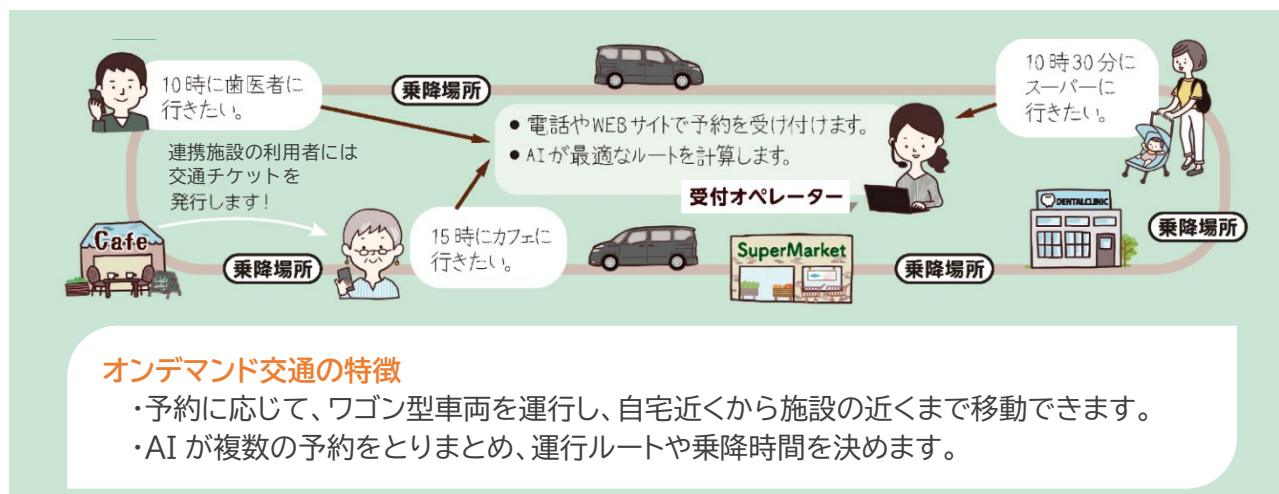 10時に歯医者に
行きたい。
乗降場所
10時30分に
スーパーに
行きたい。
● 電話やWEBサイトで予約を受け付けます。
● AIが最適なルートを計算します。
受付オペレーター
連携施設の利用者には
交通チケットを
発行します!
Cafe
乗降場所
15時にカフェに
行きたい。
SuperMarket
乗降場所
DENTALCLINIC
乗降場所
オンデマンド交通の特徴
・予約に応じて、ワゴン型車両を運行し、自宅近くから施設の近くまで移動できます。
・AI が複数の予約をとりまとめ、運行ルートや乗降時間を決めます。